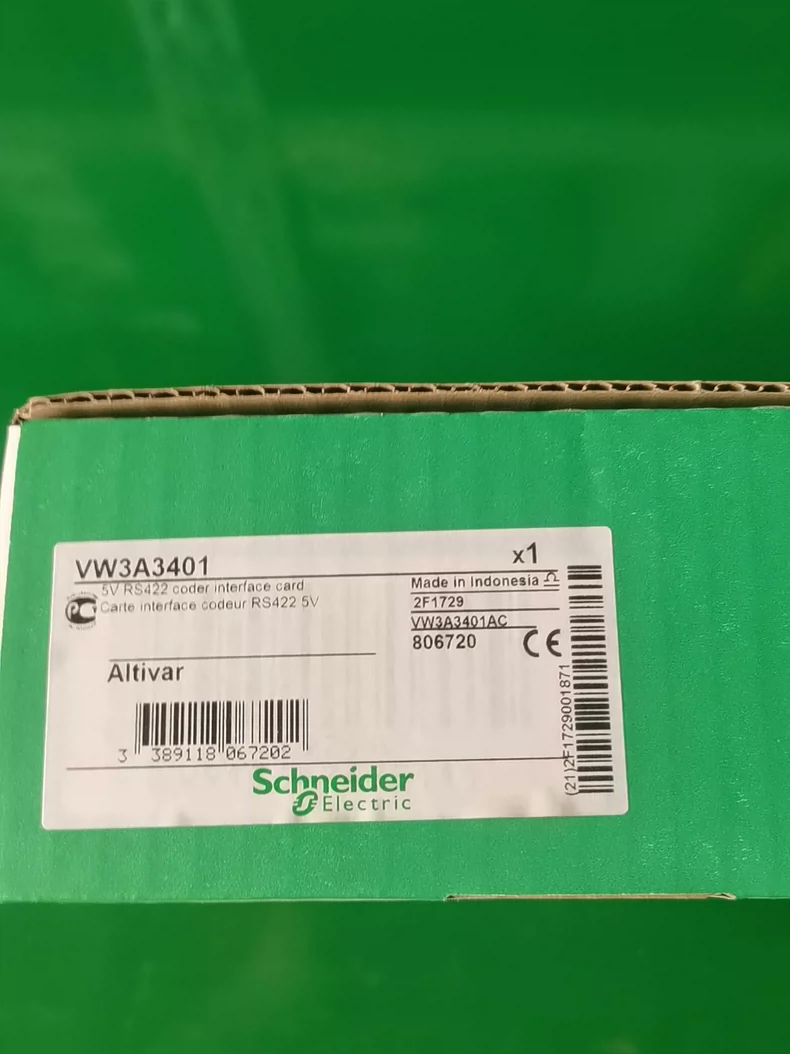 VW3A3401
x1
5V RS422 coder interface card
Carte interface codeur RS422 5V
PC
Made in Indonesia
2F1729
VW3A3401AC
806720
CE
Altivar
3 389118 067202
(21)2F1729001871
Schneider
Electric